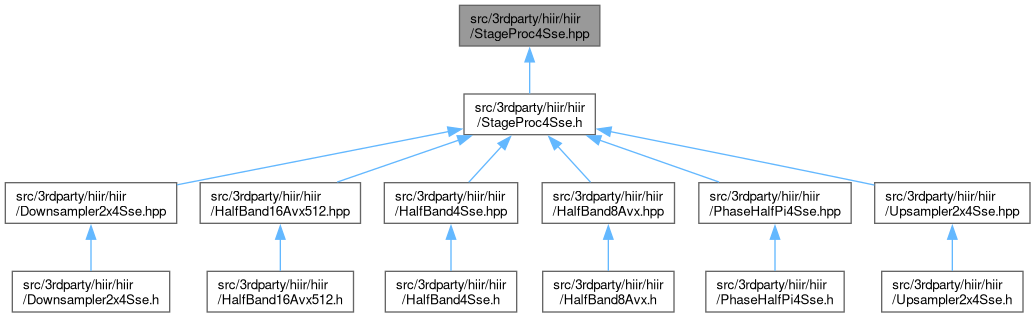 src/3rdparty/hiir/hiir
/StageProc4Sse.hpp
src/3rdparty/hiir/hiir
/StageProc4Sse.h
src/3rdparty/hiir/hiir
/Downsampler2x4Sse.hpp
src/3rdparty/hiir/hiir
/HalfBand16Avx512.hpp
src/3rdparty/hiir/hiir
/HalfBand4Sse.hpp
src/3rdparty/hiir/hiir
/HalfBand8Avx.hpp
src/3rdparty/hiir/hiir
/PhaseHalfPi4Sse.hpp
src/3rdparty/hiir/hiir
/Upsampler2x4Sse.hpp
src/3rdparty/hiir/hiir
/Downsampler2x4Sse.h
src/3rdparty/hiir/hiir
/HalfBand16Avx512.h
src/3rdparty/hiir/hiir
/HalfBand4Sse.h
src/3rdparty/hiir/hiir
/HalfBand8Avx.h
src/3rdparty/hiir/hiir
/PhaseHalfPi4Sse.h
src/3rdparty/hiir/hiir
/Upsampler2x4Sse.h